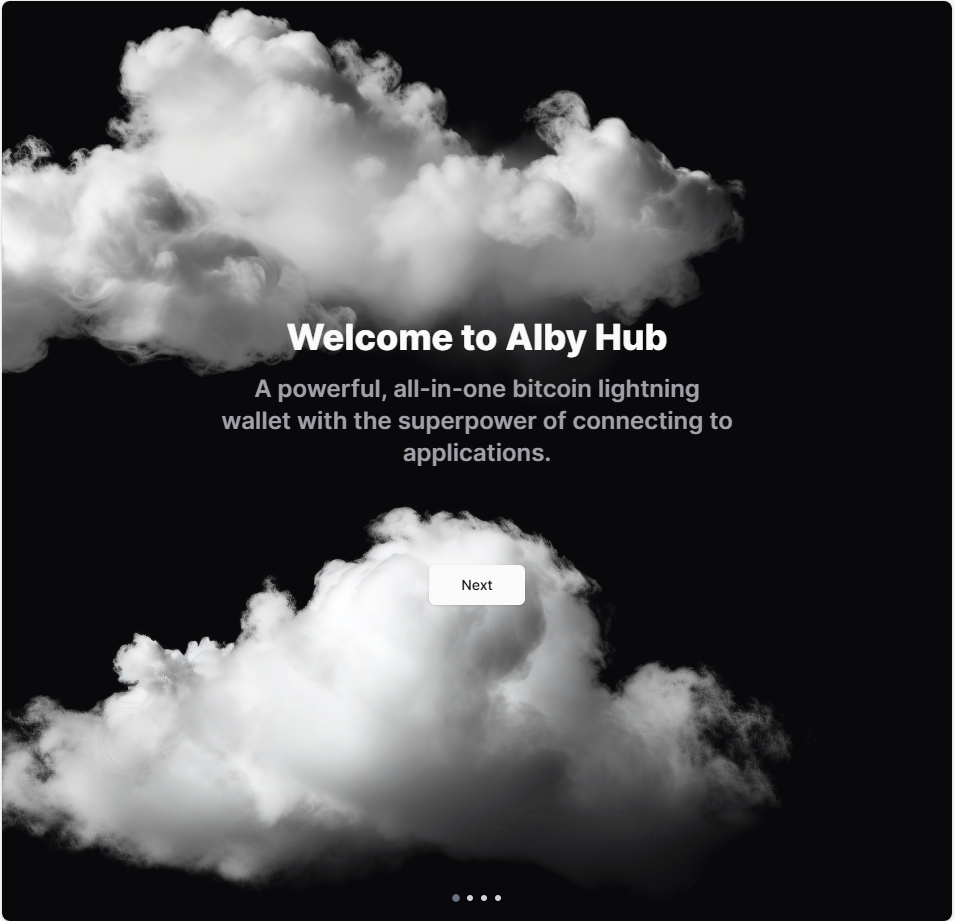 Welcome to Alby Hub
A powerful, all-in-one bitcoin lightning
wallet with the superpower of connecting to
applications.
Next